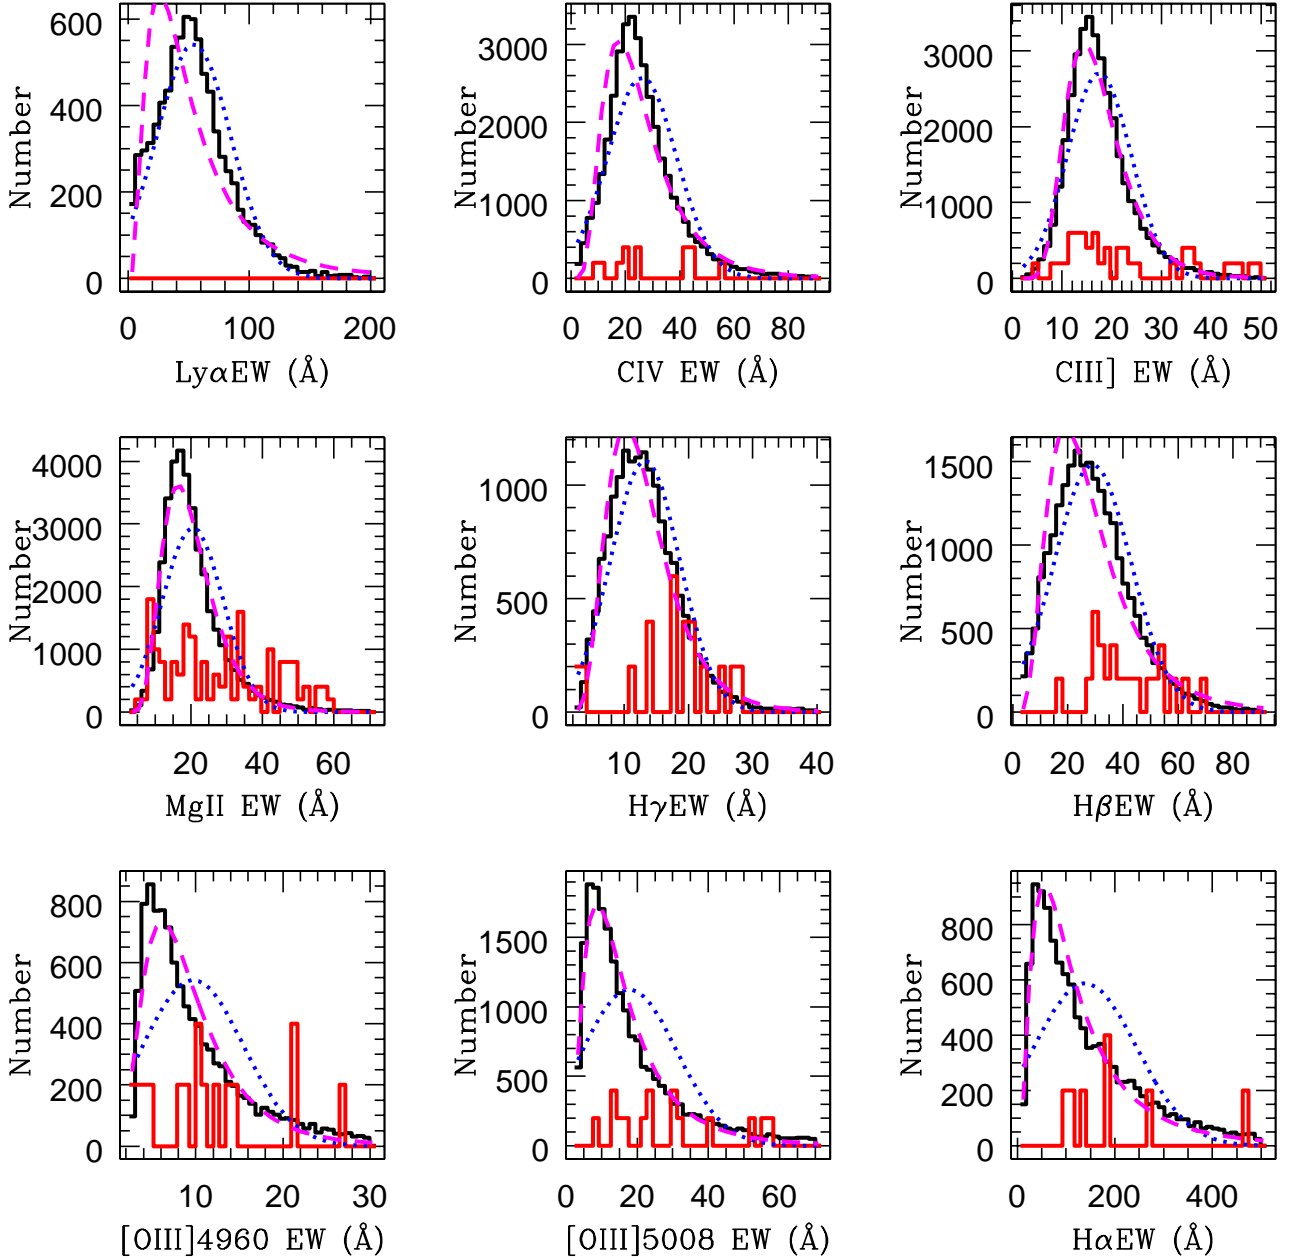 600
400
200
0
Number
0 100 200
LyαEW (Å)
3000
2000
1000
0
Number
0 20 40 60 80
CIV EW (Å)
3000
2000
1000
0
Number
0 10 20 30 40 50
CIII] EW (Å)
4000
3000
2000
1000
0
Number
20 40 60
MgII EW (Å)
1000
500
0
Number
10 20 30 40
HγEW (Å)
1500
1000
500
0
Number
0 20 40 60 80
HβEW (Å)
800
600
400
200
0
Number
10 20 30
[OIII]4960 EW (Å)
1500
1000
500
0
Number
0 20 40 60
[OIII]5008 EW (Å)
800
600
400
200
0
Number
0 200 400
HαEW (Å)